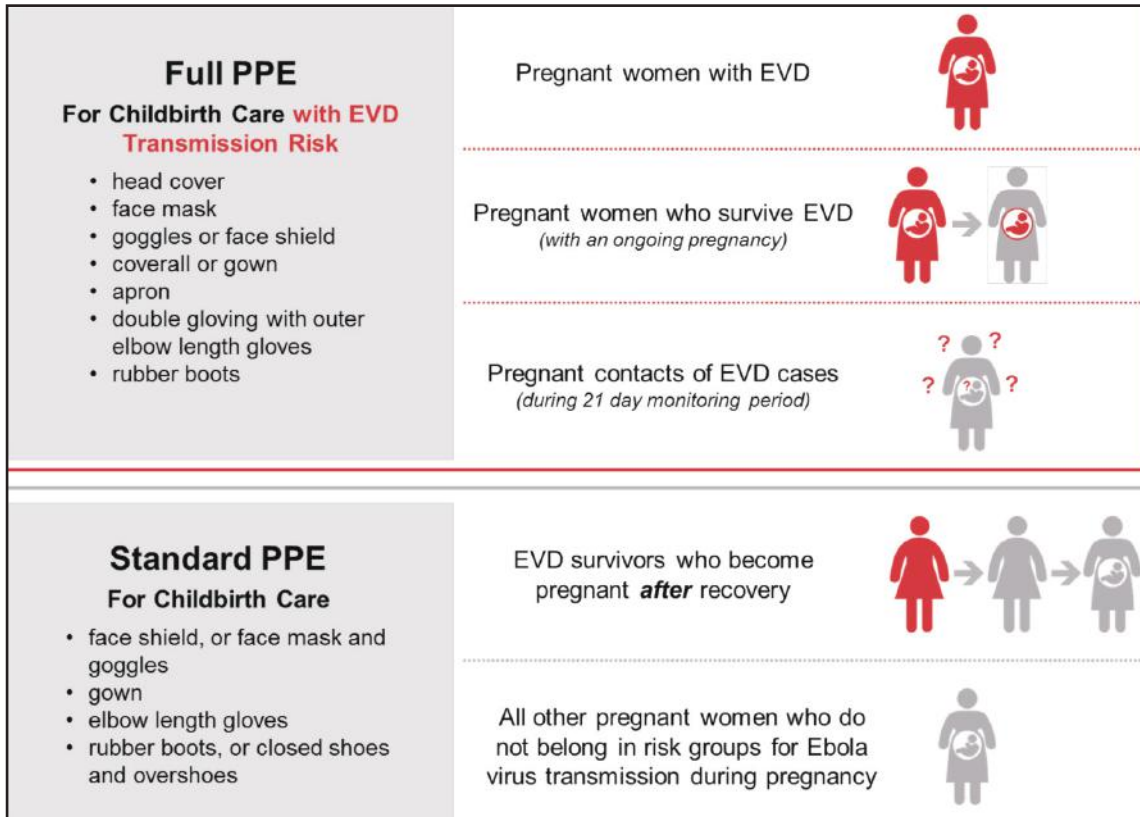 Full PPE
For Childbirth Care with EVD
Transmission Risk
• head cover
• face mask
• goggles or face shield
• coverall or gown
• apron
• double gloving with outer
elbow length gloves
• rubber boots
Pregnant women with EVD
Pregnant women who survive EVD
(with an ongoing pregnancy)
Pregnant contacts of EVD cases
(during 21 day monitoring period)
? ?
? ? ?
Standard PPE
For Childbirth Care
• face shield, or face mask and
goggles
• gown
• elbow length gloves
• rubber boots, or closed shoes
and overshoes
EVD survivors who become
pregnant after recovery
All other pregnant women who do
not belong in risk groups for Ebola
virus transmission during pregnancy